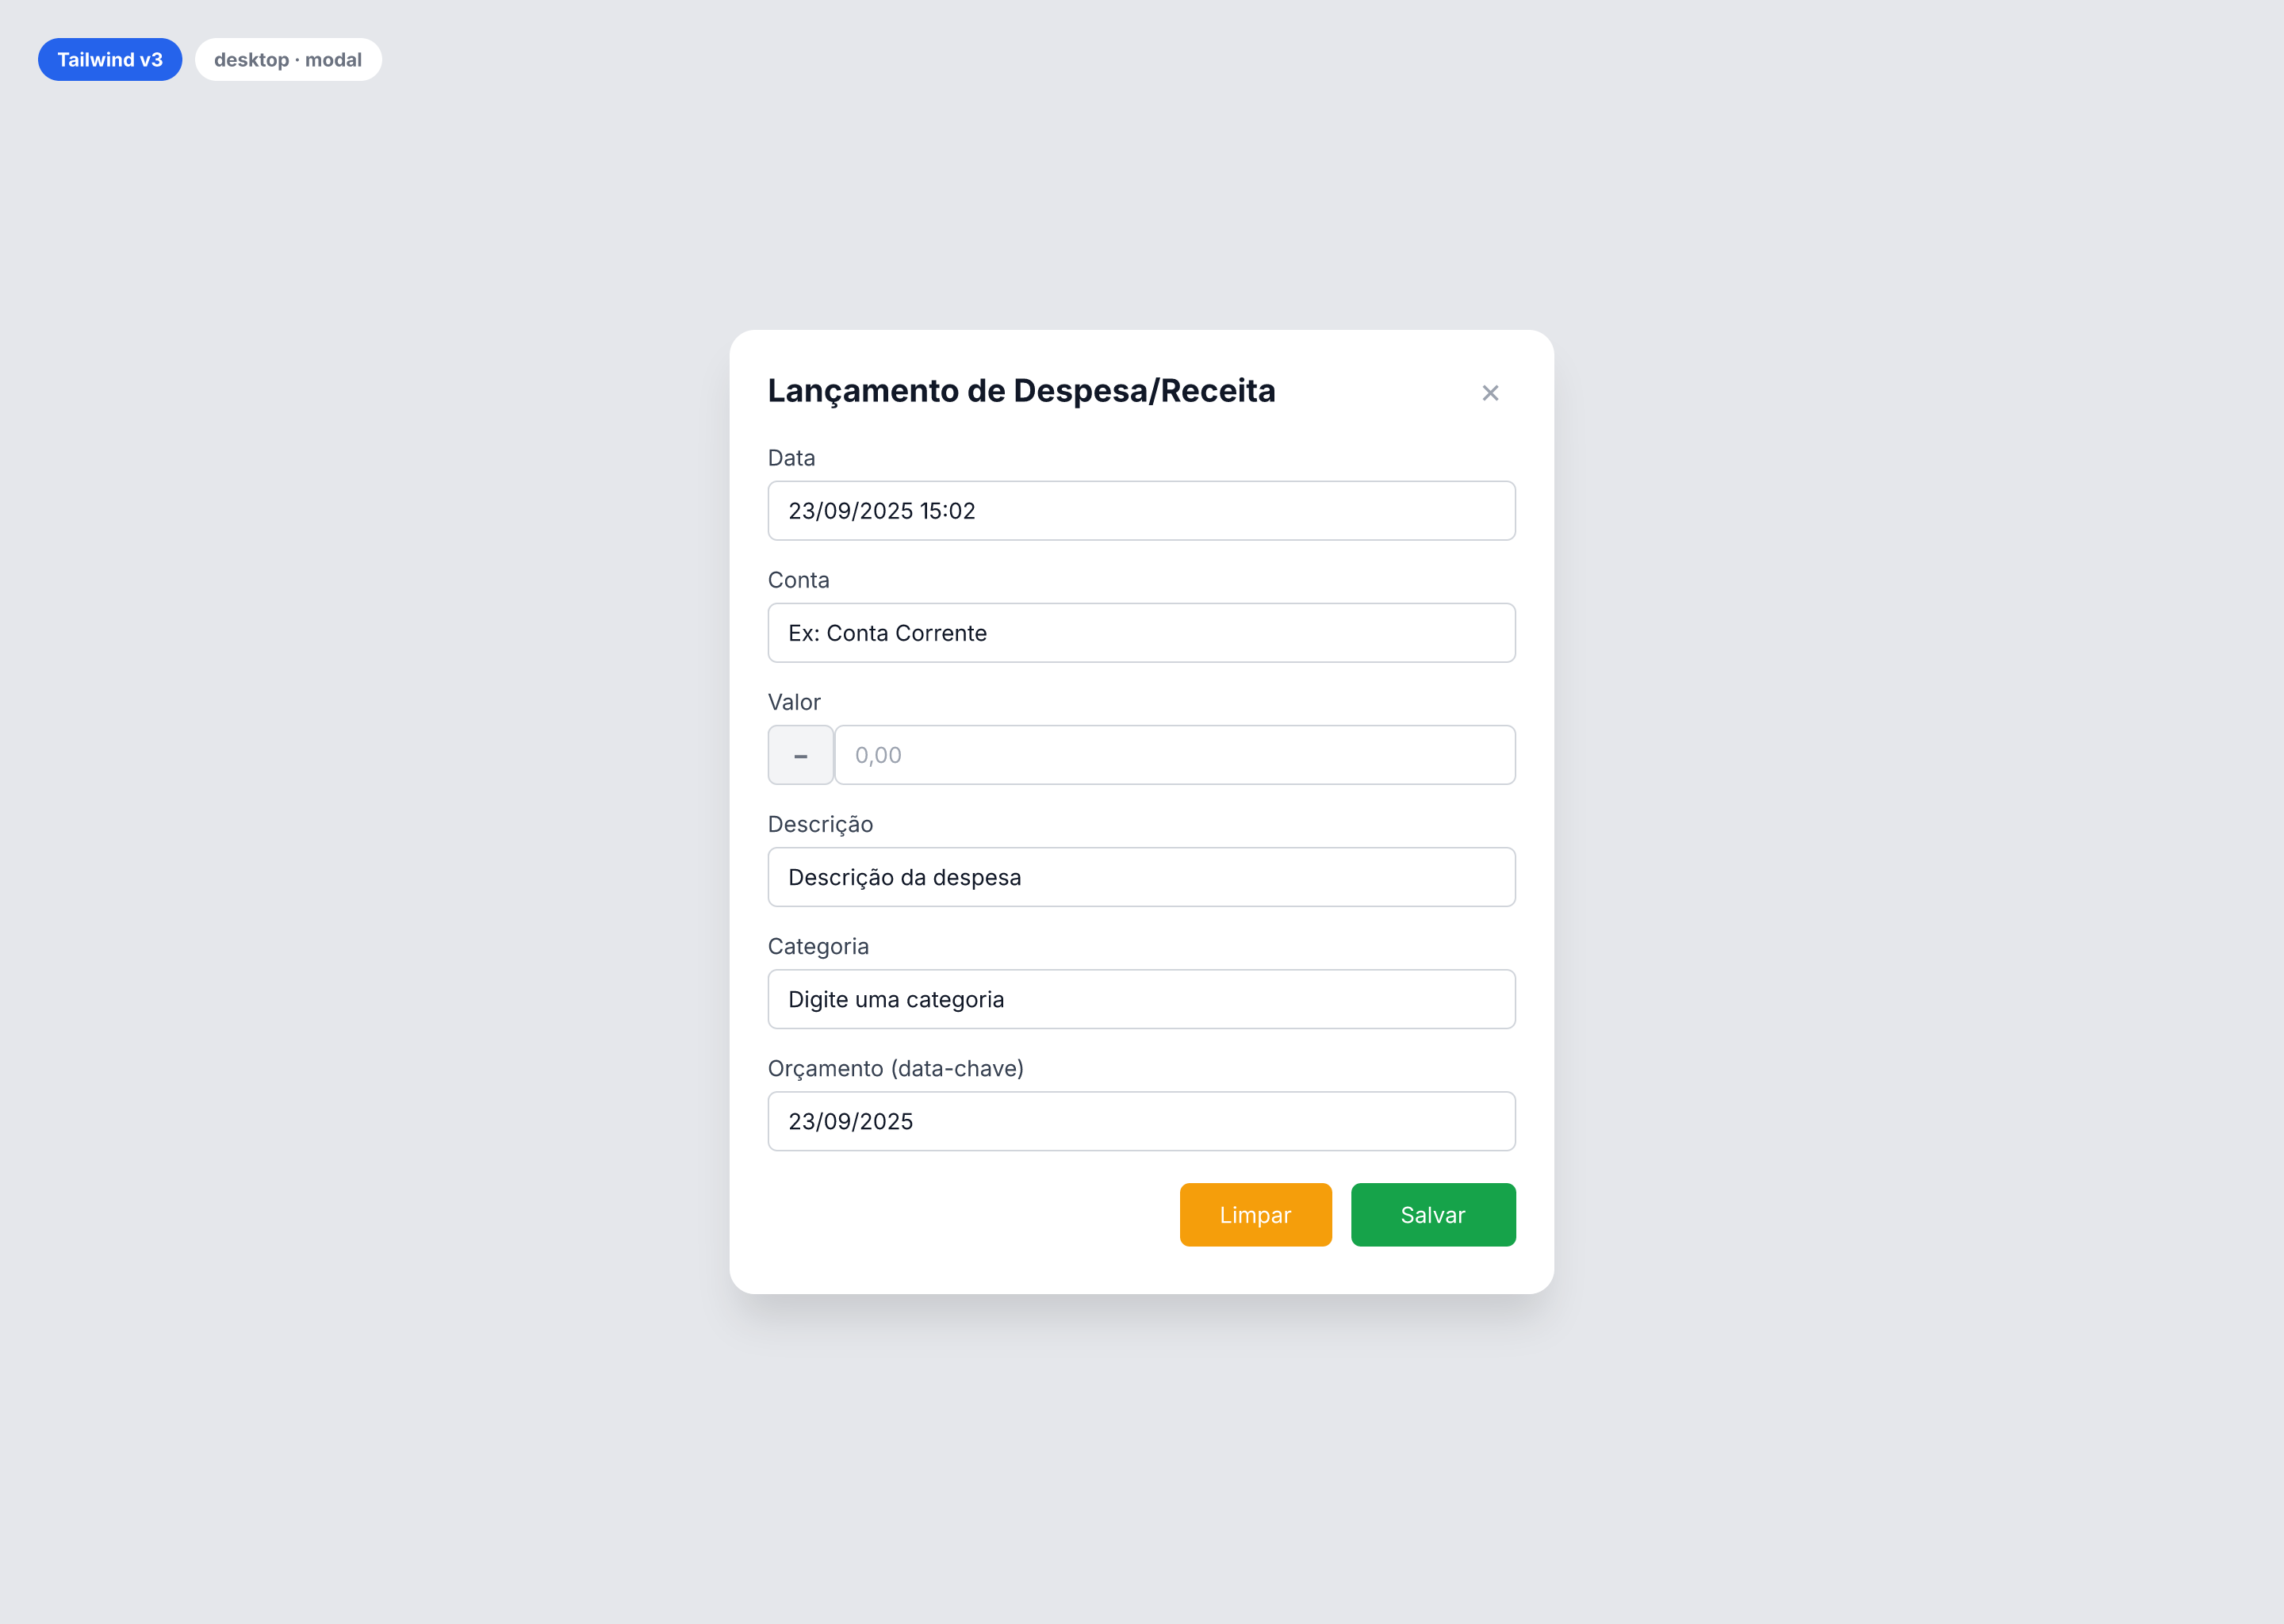 Tailwind v3
desktop · modal
Lançamento de Despesa/Receita
×
Data
23/09/2025 15:02
Conta
Ex: Conta Corrente
Valor
–
0,00
Descrição
Descrição da despesa
Categoria
Digite uma categoria
Orçamento (data-chave)
23/09/2025
Limpar
Salvar